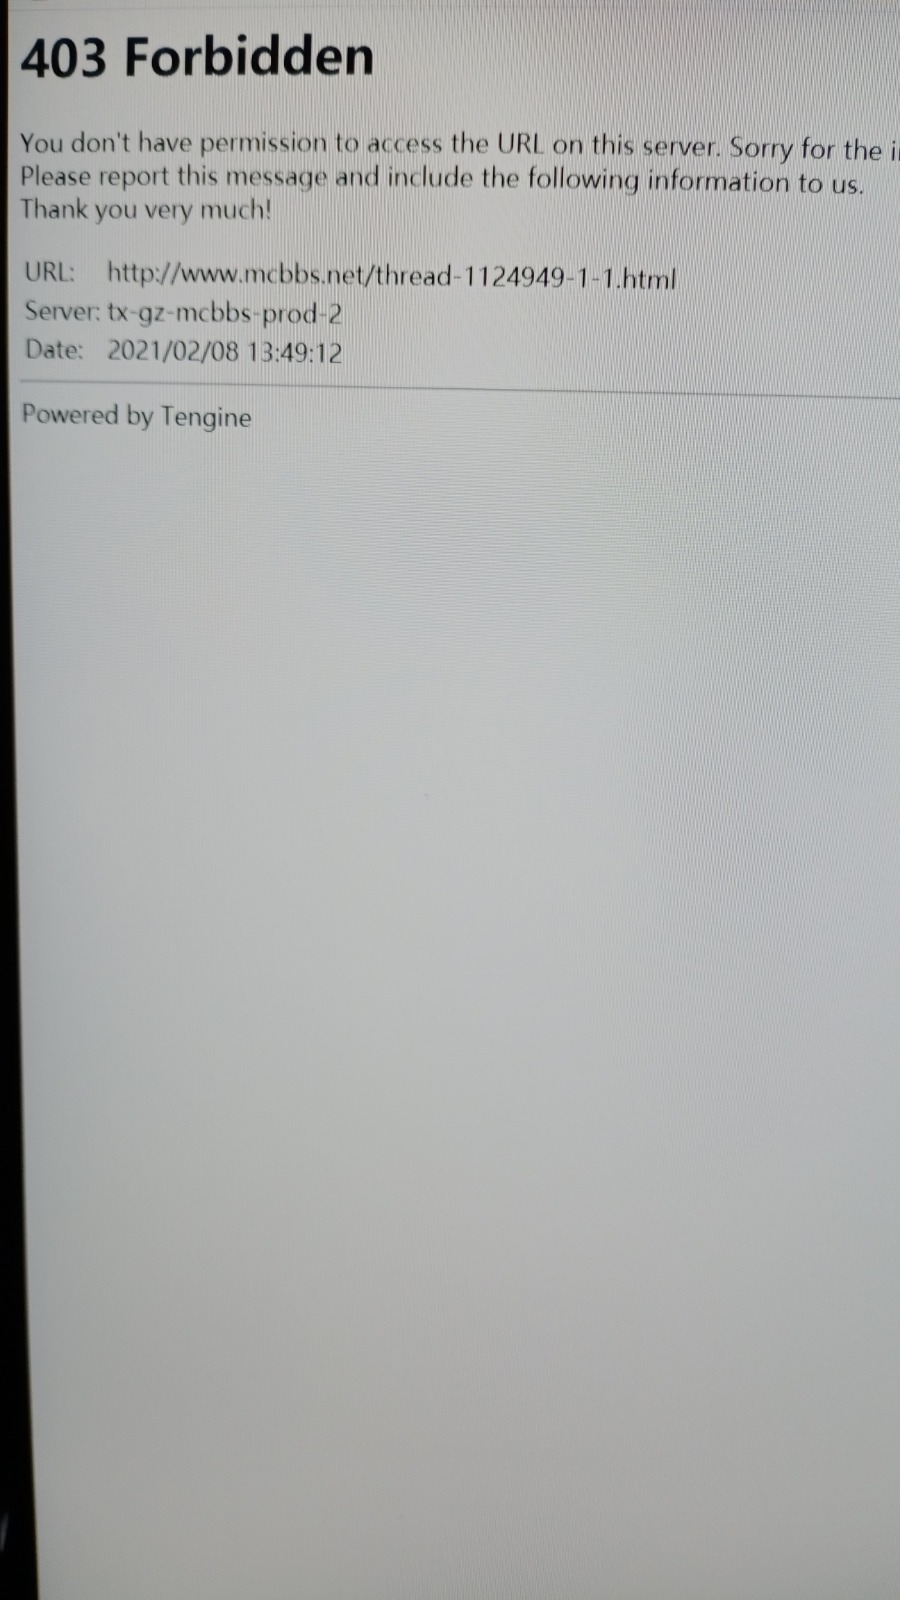 403 Forbidden
You don't have permission to access the URL on this server. Sorry for the
Please report this message and include the following information to us.
Thank you very much!
URL: http://www.mcbbs.net/thread-1124949-1-1.html
Server: tx-gz-mcbbs-prod-2
Date: 2021/02/08 13:49:12
Powered by Tengine